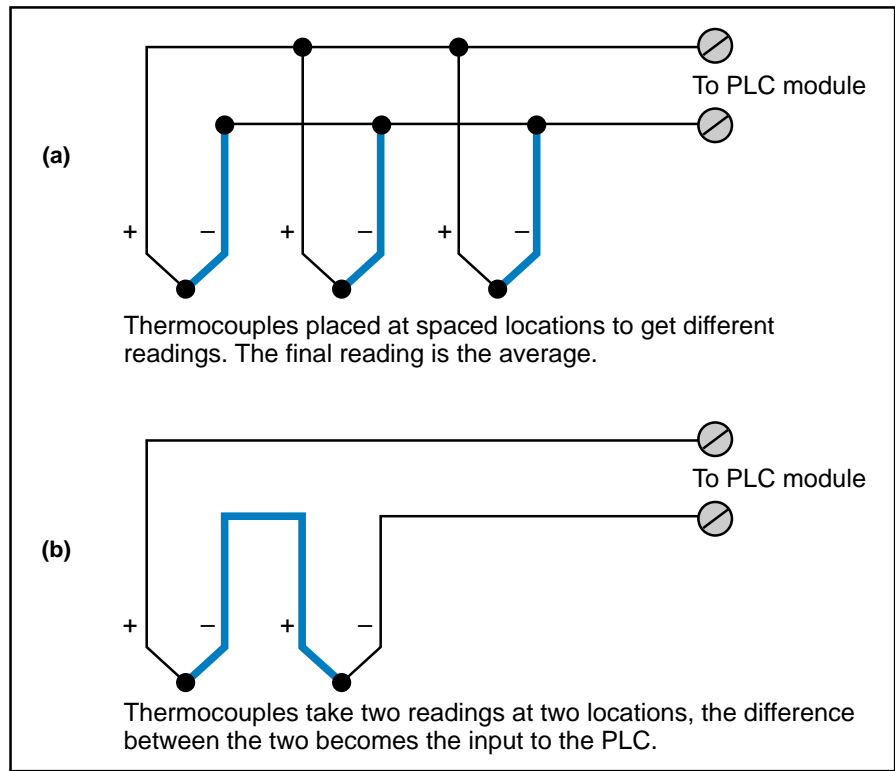 To PLC module
(a)
+ – + – + –
Thermocouples placed at spaced locations to get different
readings. The final reading is the average.
To PLC module
(b)
+ – + –
Thermocouples take two readings at two locations, the difference
between the two becomes the input to the PLC.